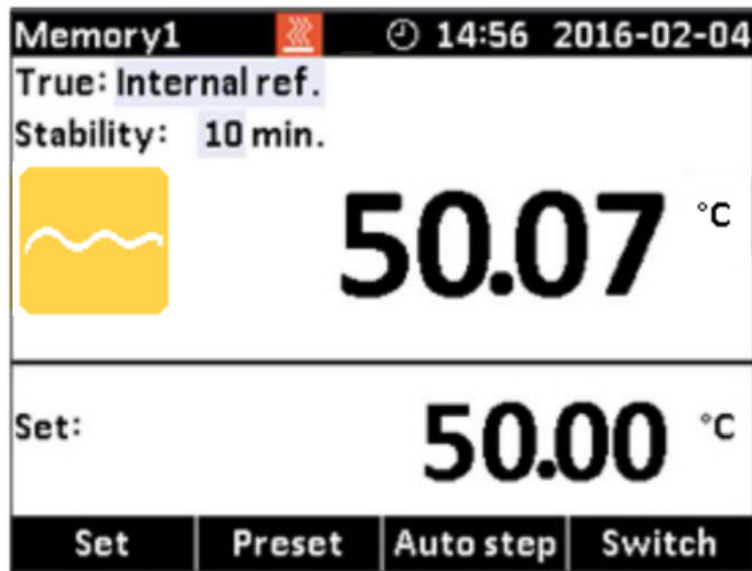 Memory1 14:56 2016-02-04
True: Internal ref.
Stability: 10 min.
50.07 °C
Set: 50.00 °C
Set Preset Auto step Switch